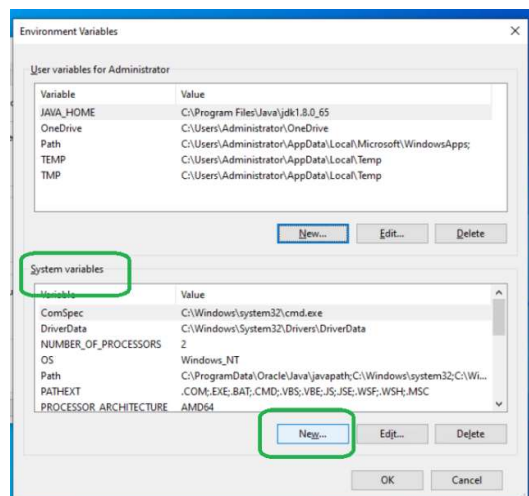 Environment Variables
User variables for Administrator
Variable Value
JAVA_HOME C:\Program Files\Java\jdk1.8.0_65
OneDrive C:\Users\Administrator\OneDrive
Path C:\Users\Administrator\AppData\Local\Microsoft\WindowsApps;
TEMP C:\Users\Administrator\AppData\Local\Temp
TMP C:\Users\Administrator\AppData\Local\Temp
New... Edit... Delete
System variables
Variable Value
ComSpec C:\Windows\system32\cmd.exe
DriverData C:\Windows\System32\Drivers\DriverData
NUMBER_OF_PROCESSORS 2
OS Windows_NT
Path C:\ProgramData\Oracle\Java\javapath;C:\Windows\system32;C:\Wi...
PATHEXT .COM;.EXE;.BAT;.CMD;.VBS;.VBE;.JS;.JSE;.WSF;.WSH;.MSC
PROCESSOR_ARCHITECTURE AMD64
New... Edit... Delete
OK Cancel